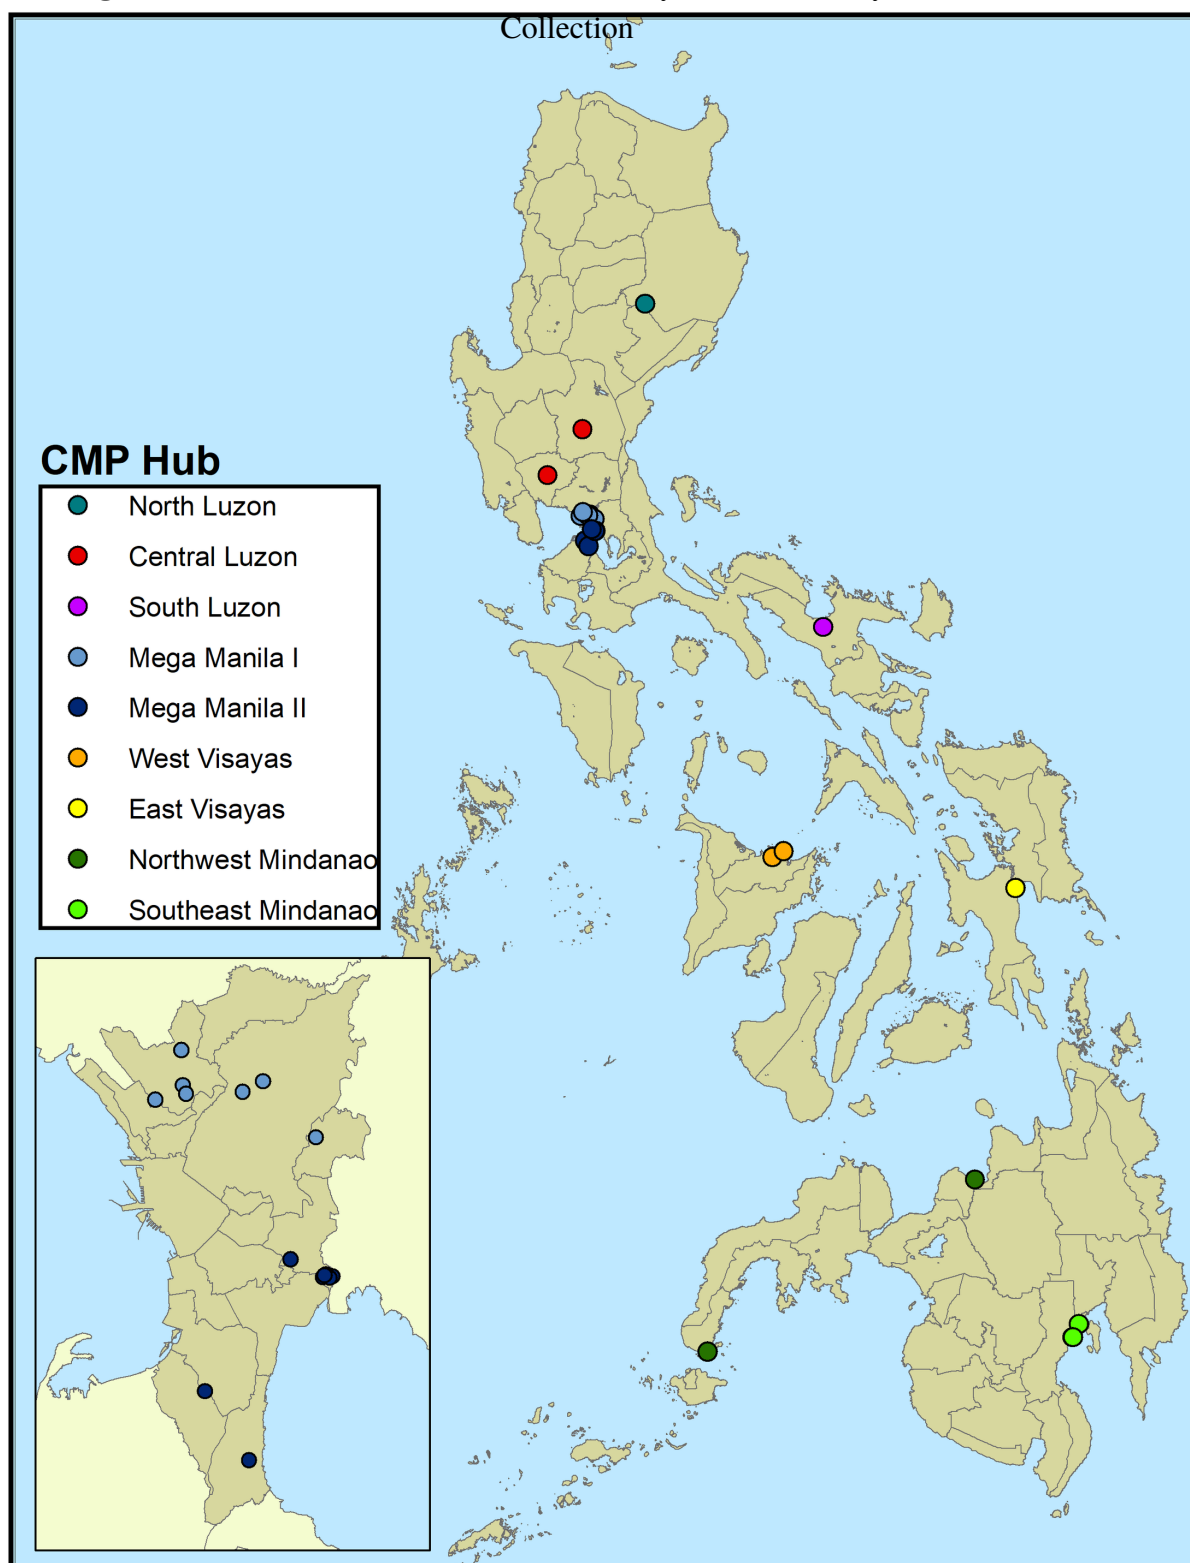 Collection
CMP Hub
North Luzon
Central Luzon
South Luzon
Mega Manila I
Mega Manila II
West Visayas
East Visayas
Northwest Mindanao
Southeast Mindanao